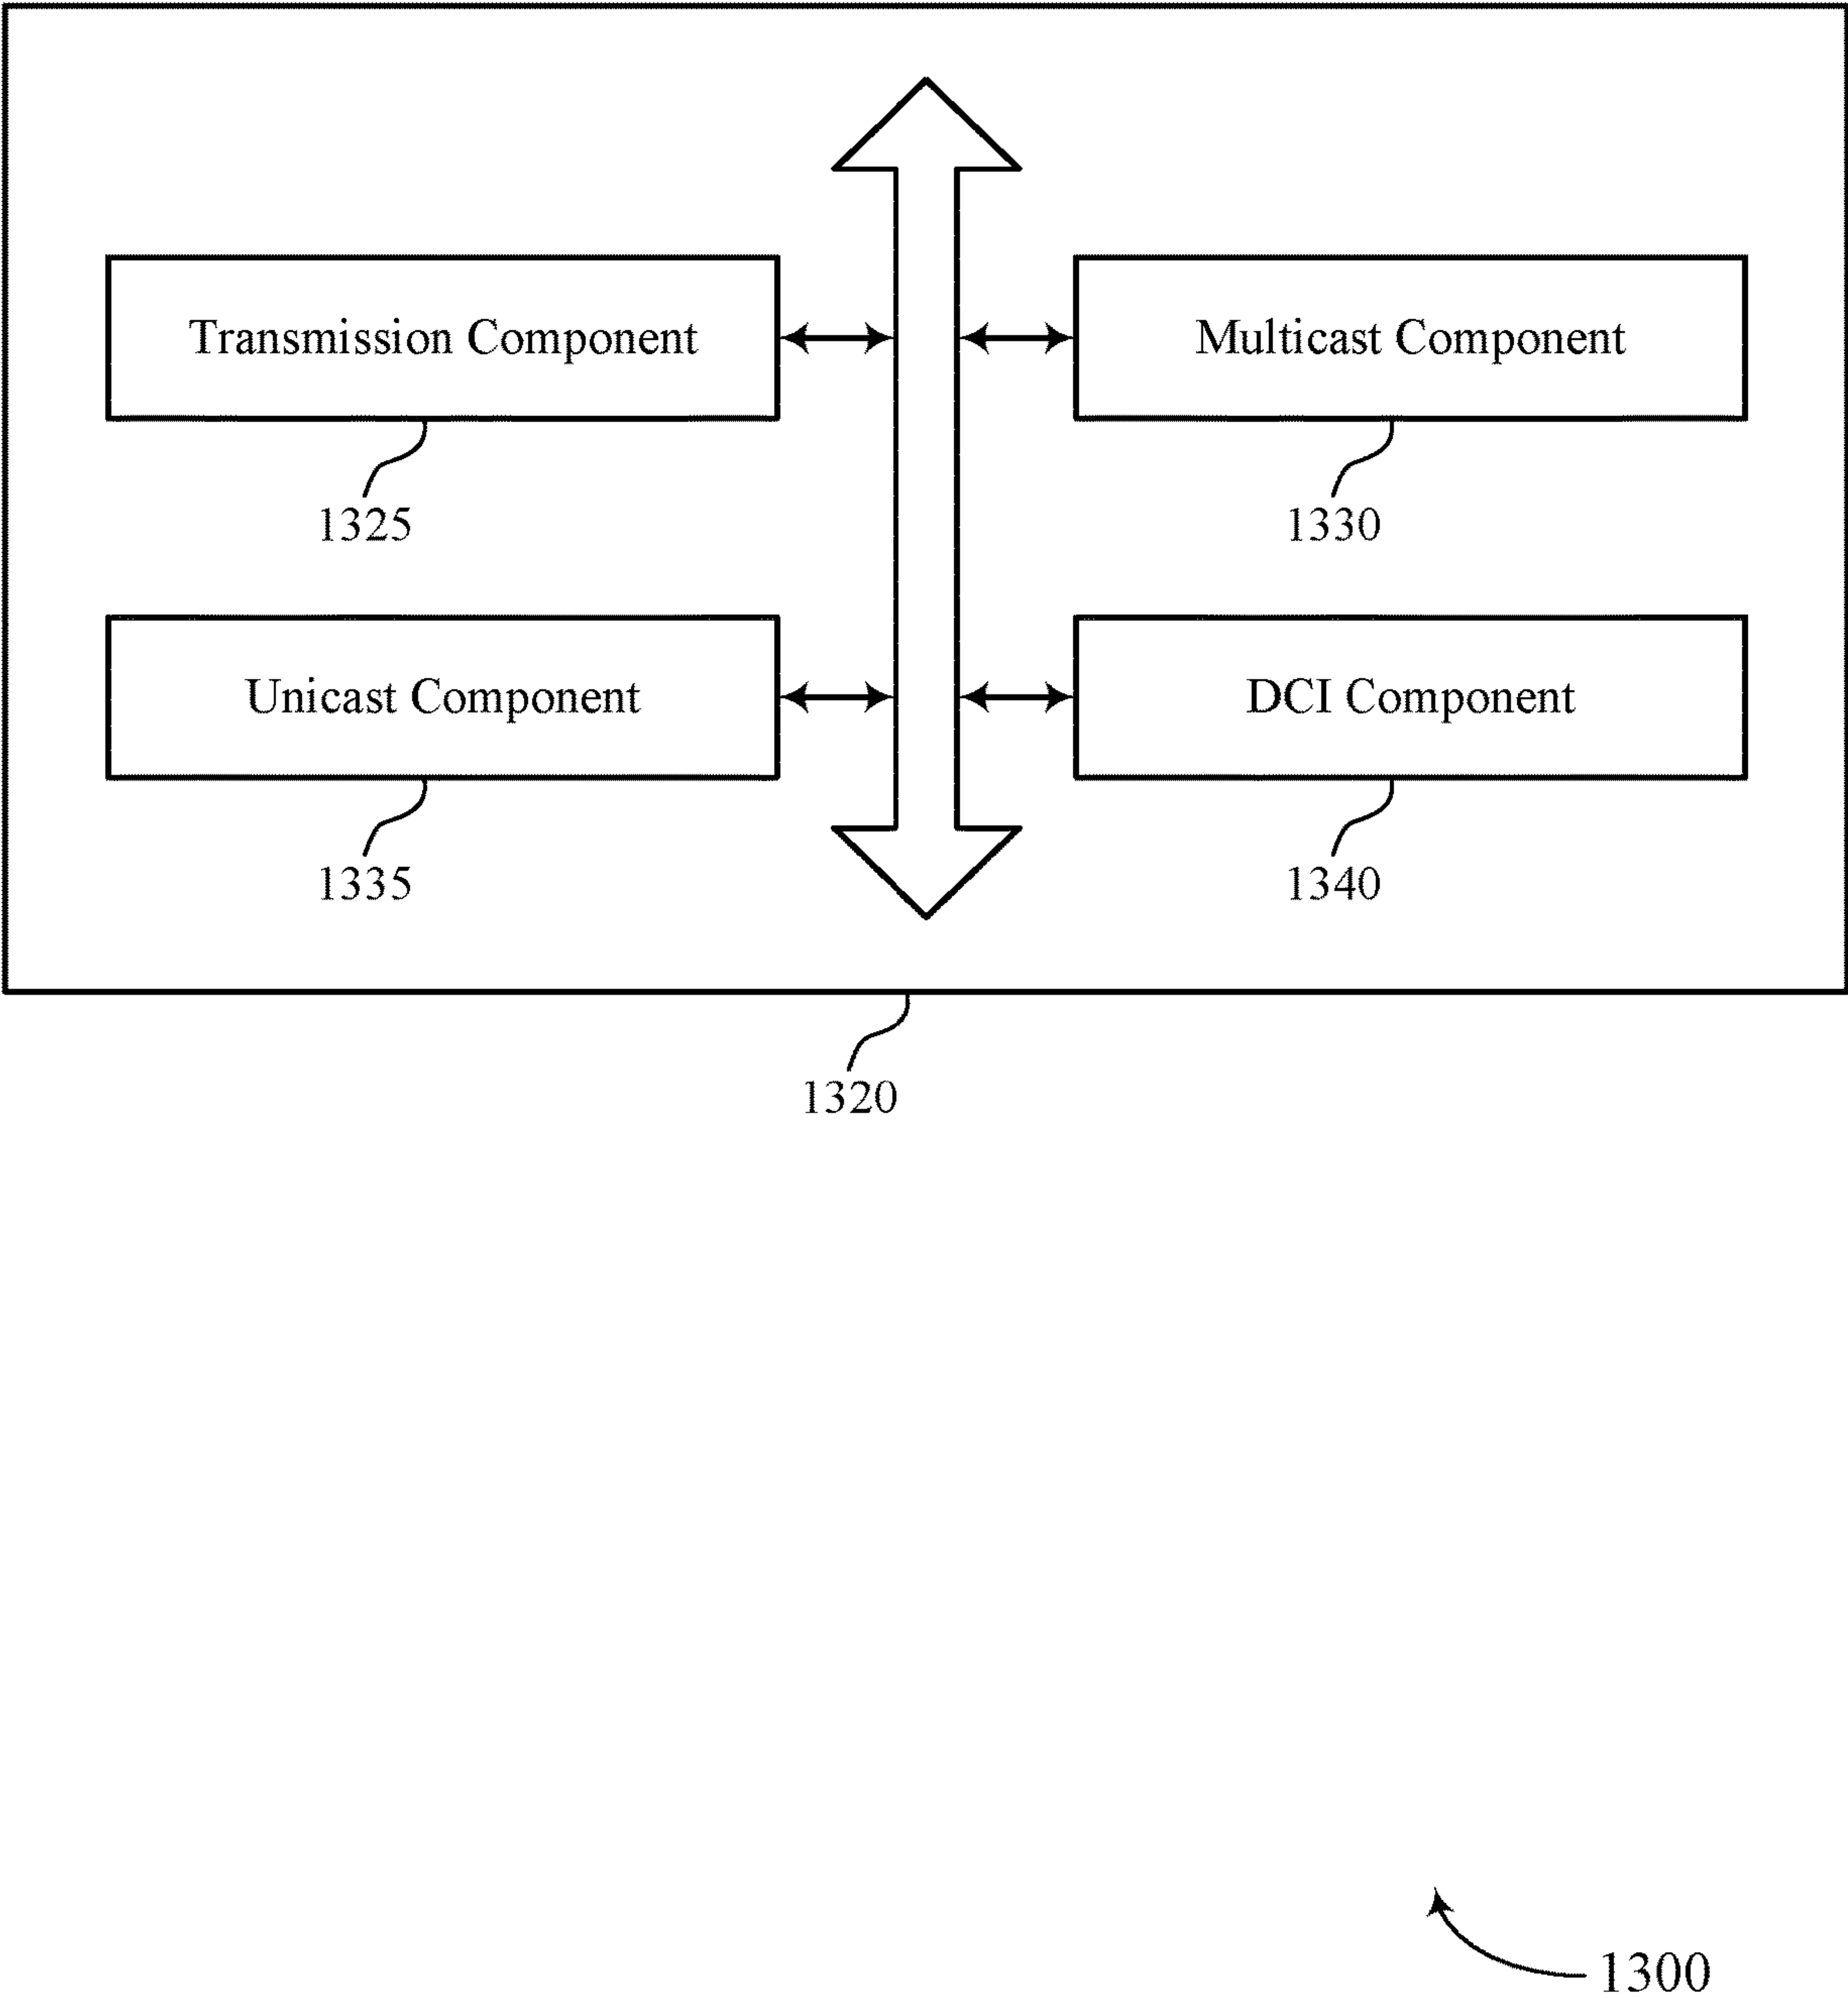 Transmission Component
Multicast Component
1325
1330
Unicast Component
DCI Component
1335
1340
1320
1300